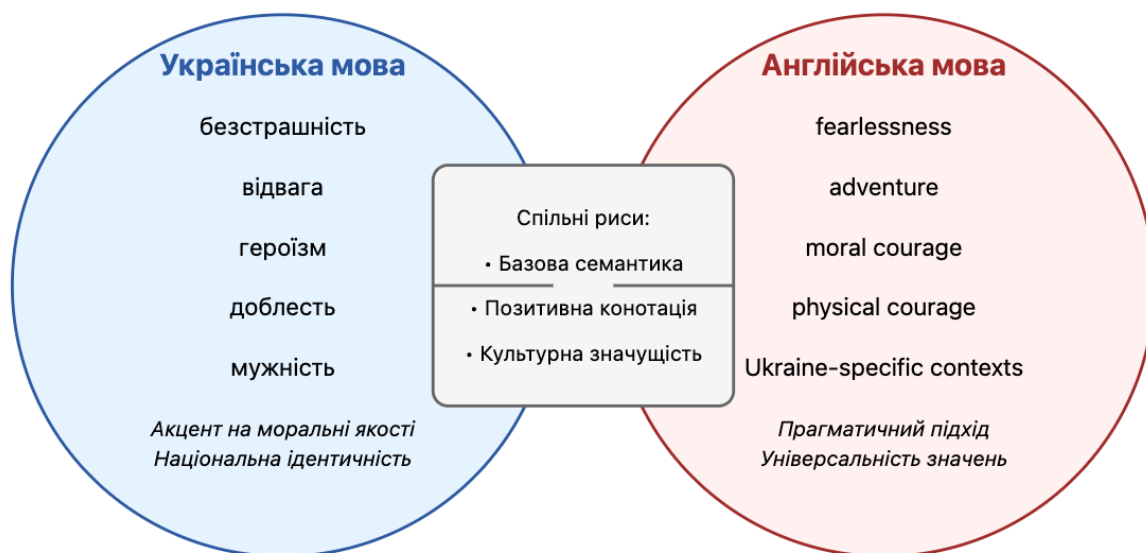 Українська мова
безстрашність
відвага
героїзм
доблесть
мужність
Акцент на моральні якості
Національна ідентичність
Спільні риси:
• Базова семантика
• Позитивна конотація
• Культурна значущість
Англійська мова
fearlessness
adventure
moral courage
physical courage
Ukraine-specific contexts
Прагматичний підхід
Універсальність значень